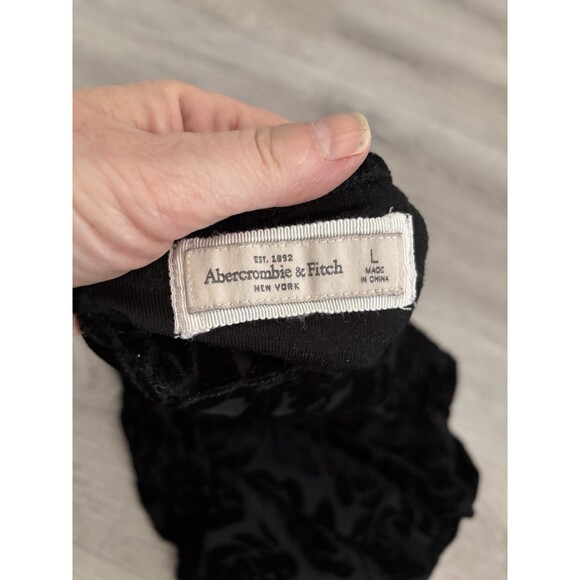 EST. 1892
Abercrombie & Fitch
NEW YORK
L
MADE
IN CHINA